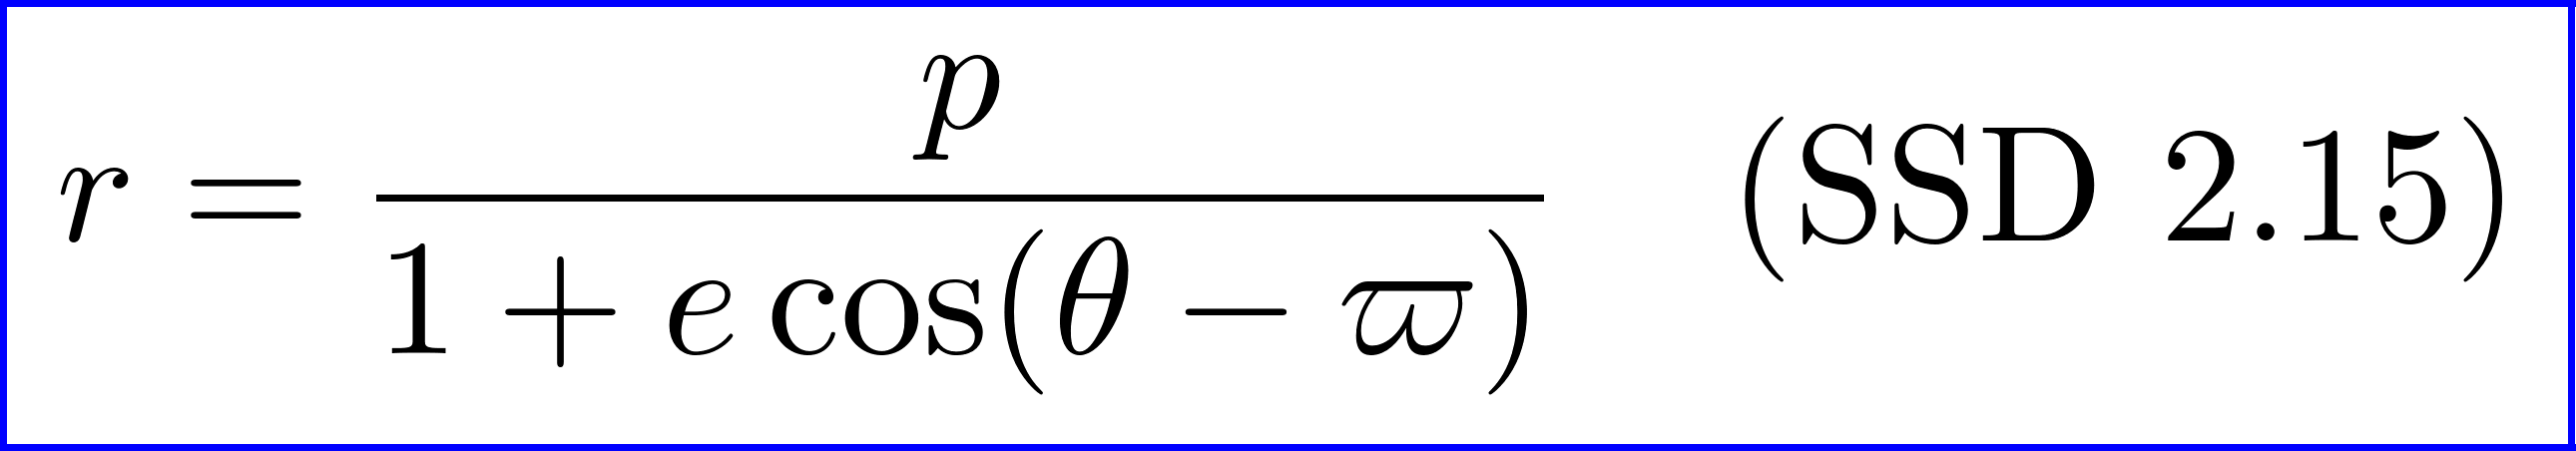 r = p / (1 + e cos(θ − ϖ)) (SSD 2.15)